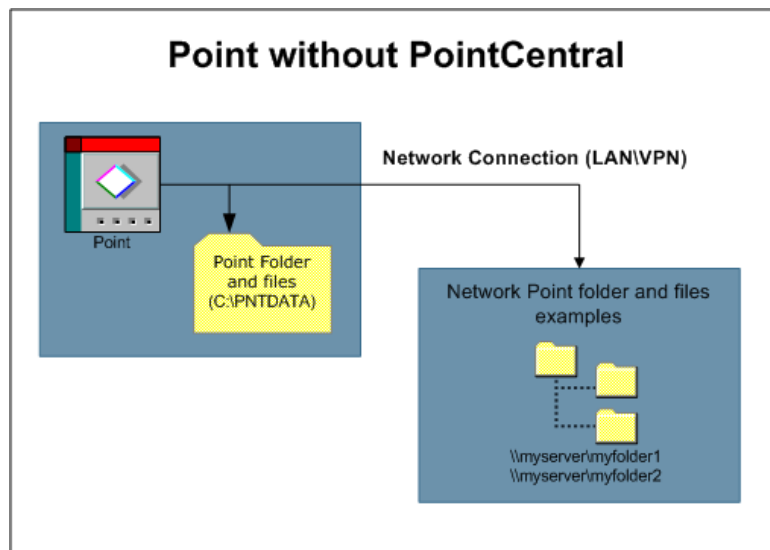 Point without PointCentral
Network Connection (LAN\VPN)
Point
Point Folder
and files
(C:\PNTDATA)
Network Point folder and files
examples
\\myserver\myfolder1
\\myserver\myfolder2